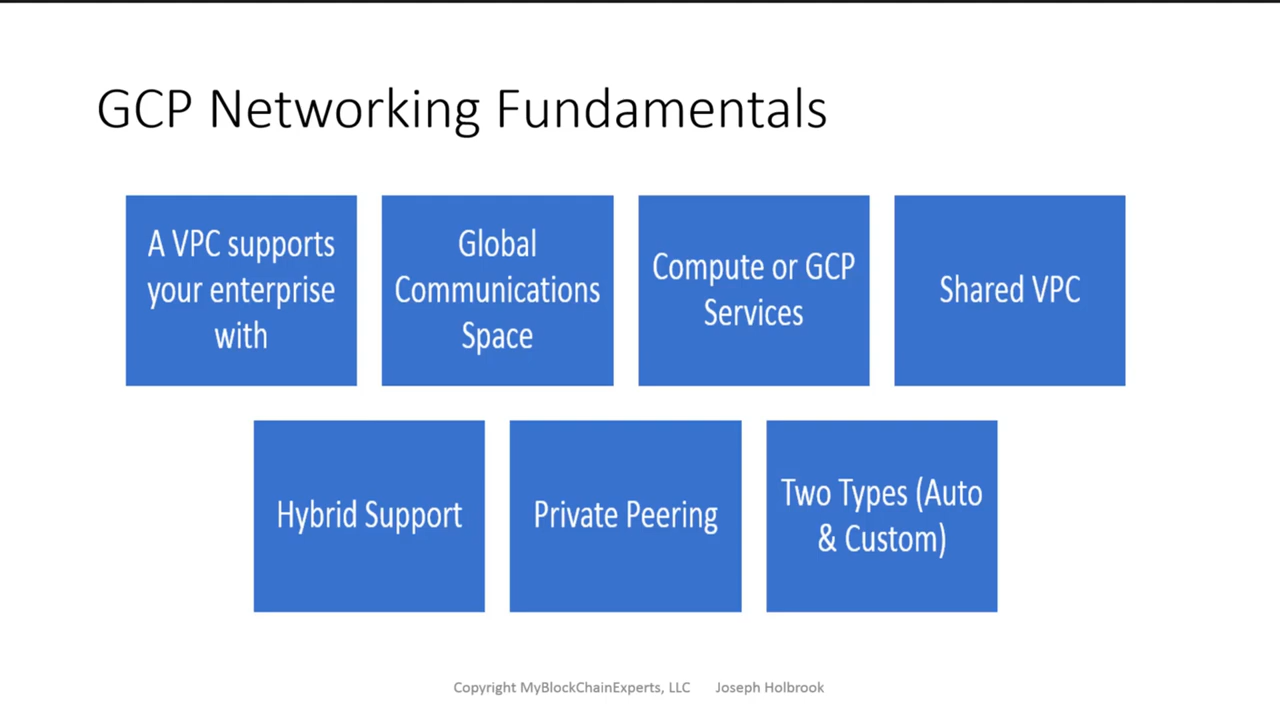 GCP Networking Fundamentals
A VPC supports
your enterprise
with
Global
Communications
Space
Compute or GCP
Services
Shared VPC
Hybrid Support
Private Peering
Two Types (Auto
& Custom)
Copyright MyBlockChainExperts, LLC Joseph Holbrook